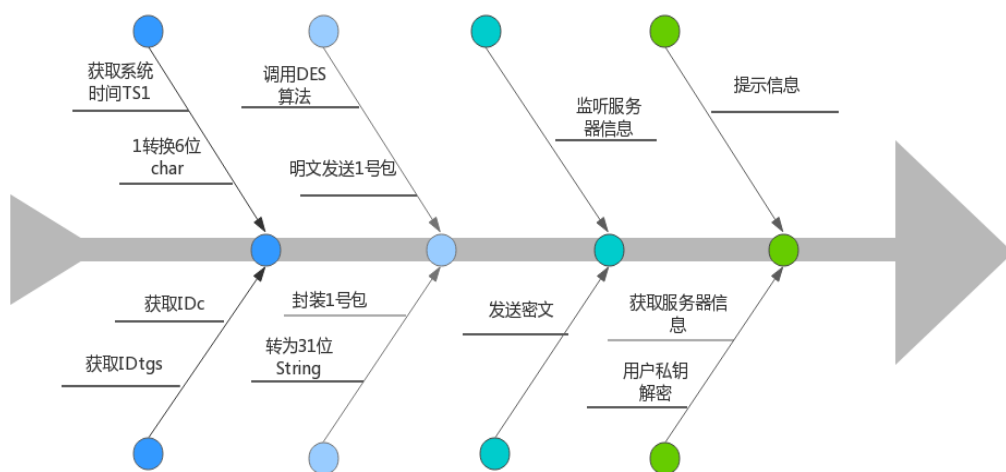 获取系统
时间TS1
1转换6位
char
调用DES
算法
明文发送1号包
监听服务
器信息
提示信息
获取IDc
获取IDtgs
封装1号包
转为31位
String
发送密文
获取服务器信
息
用户私钥
解密